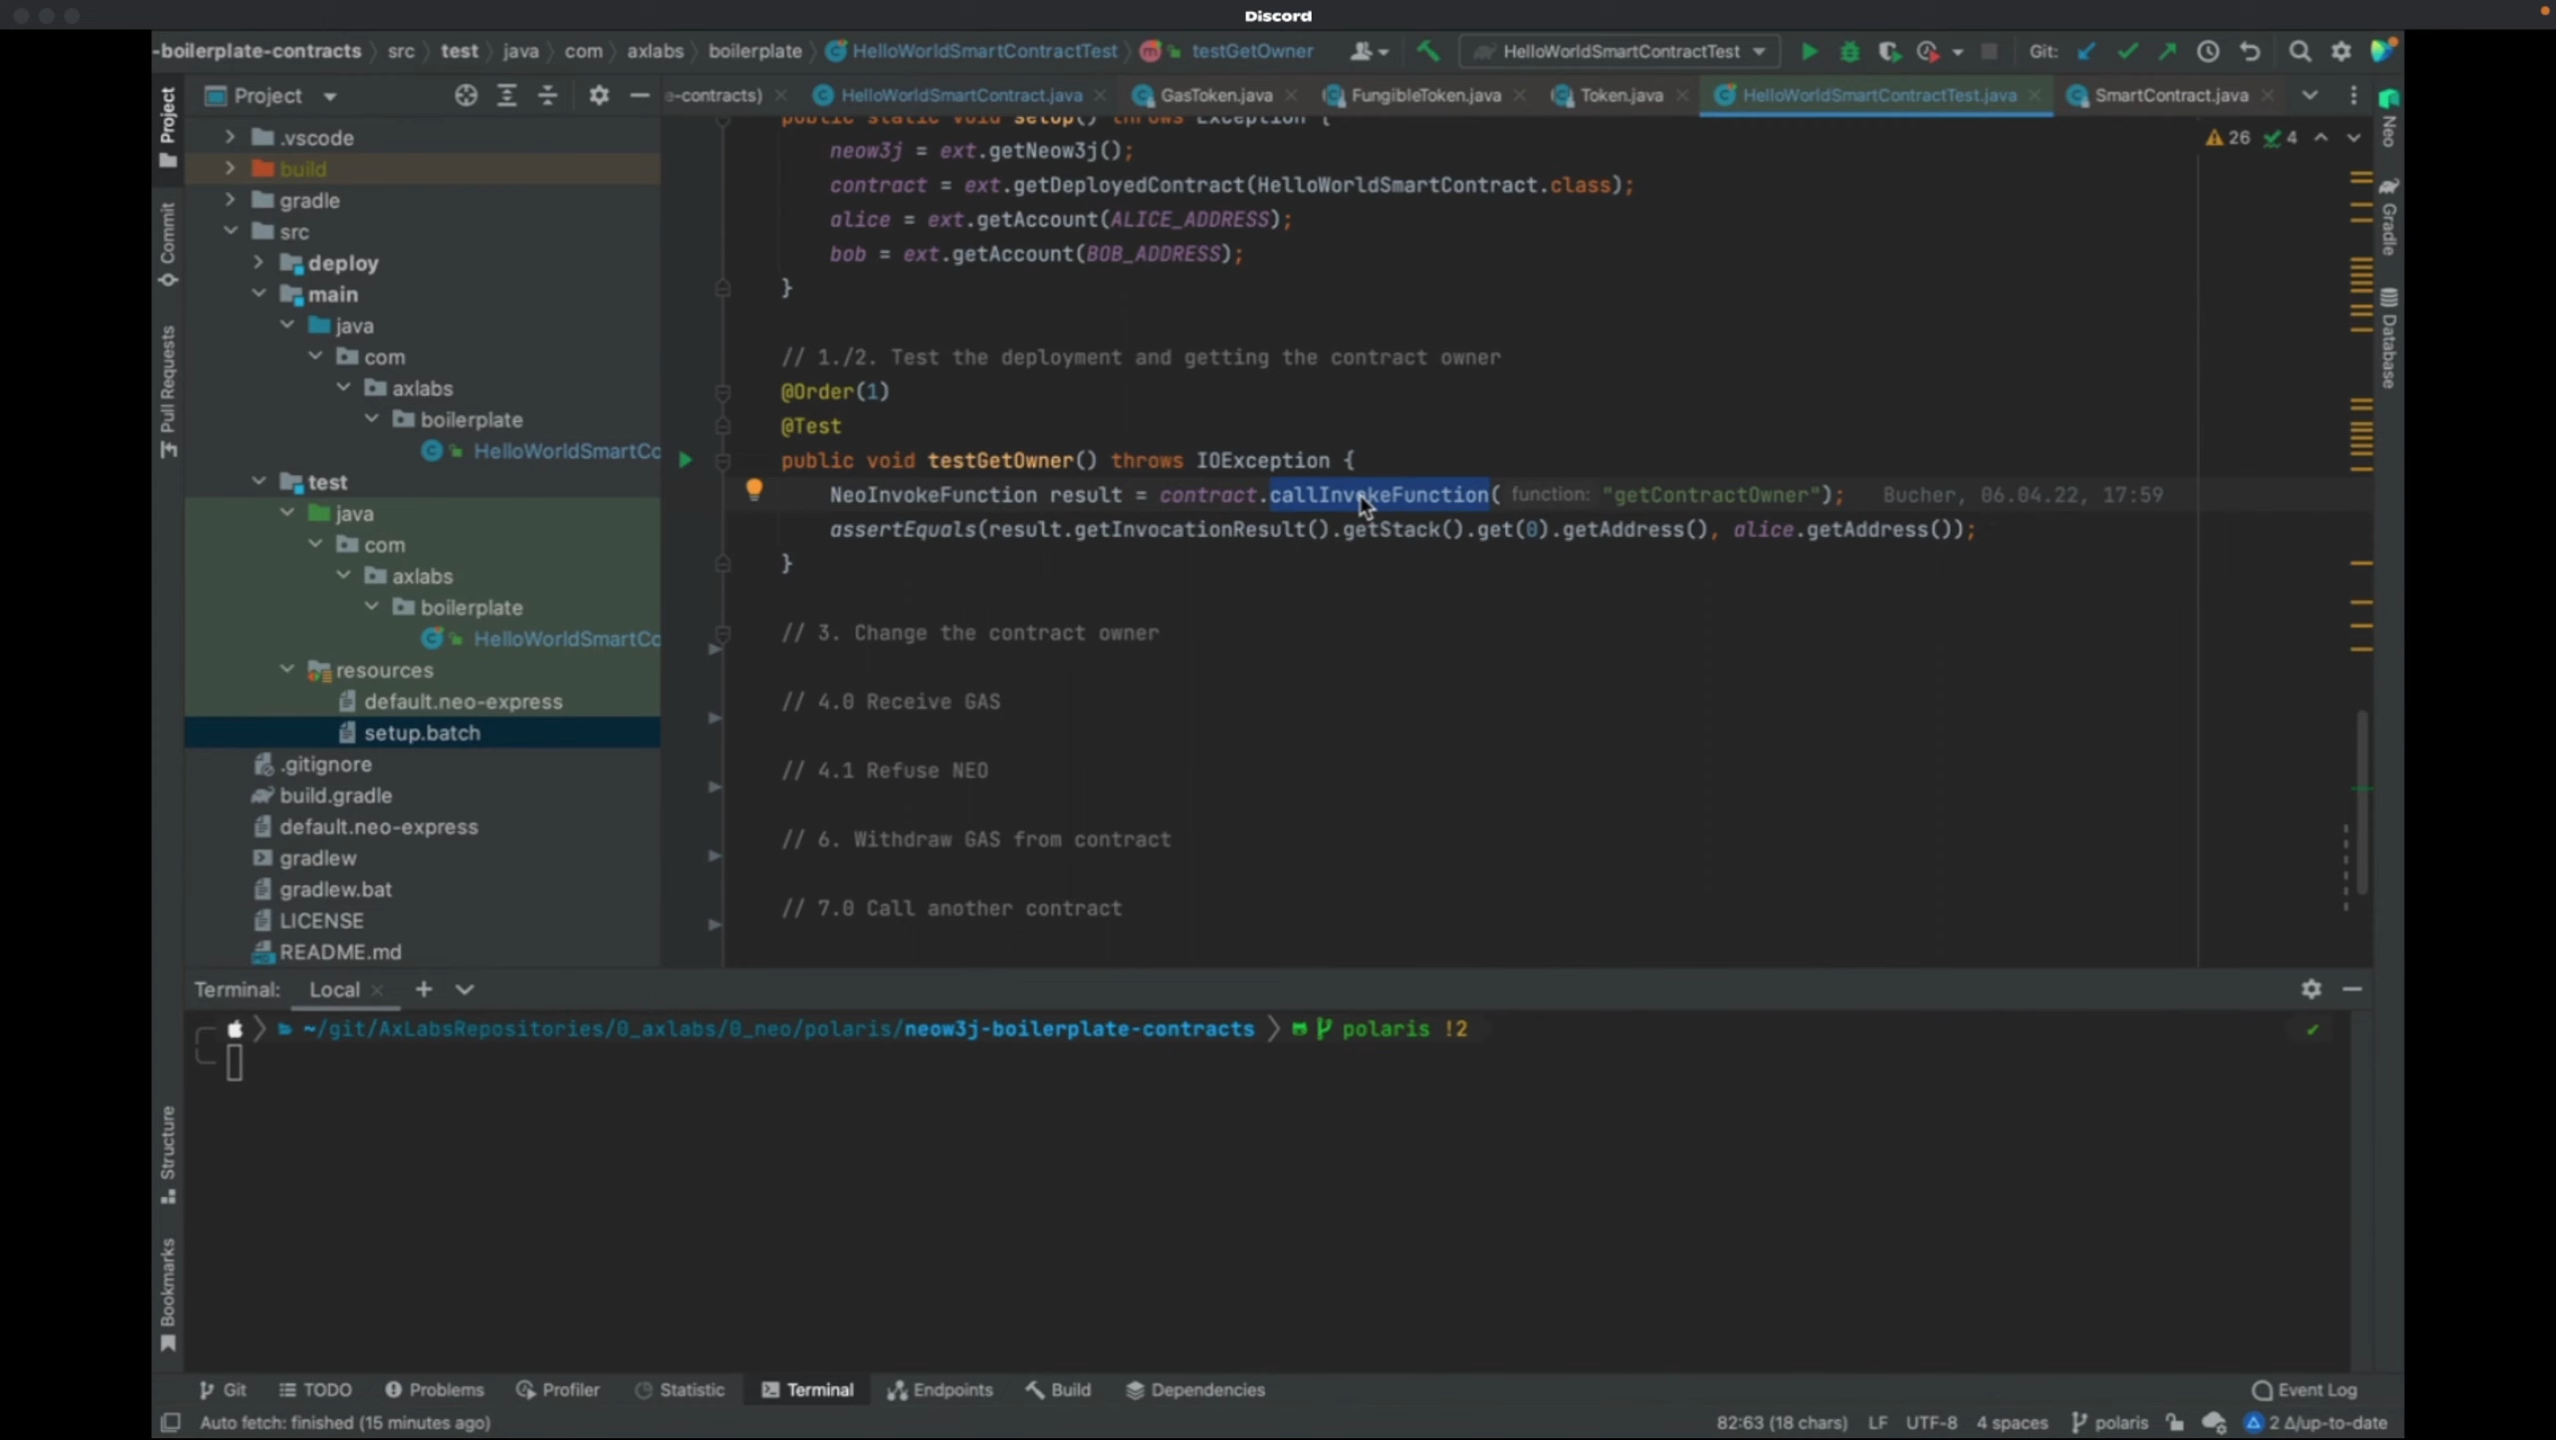 Discord
-boilerplate-contracts 〉 src 〉 test 〉 java 〉 com 〉 axlabs 〉 boilerplate 〉 HelloWorldSmartContractTest 〉 testGetOwner
HelloWorldSmartContractTest
Git:
Project
e-contracts)
HelloWorldSmartContract.java
GasToken.java
FungibleToken.java
Token.java
HelloWorldSmartContractTest.java
SmartContract.java
Project
Commit
Pull Requests
Structure
Bookmarks
.vscode
build
gradle
src
deploy
main
java
com
axlabs
boilerplate
HelloWorldSmartCo
test
java
com
axlabs
boilerplate
HelloWorldSmartCo
resources
default.neo-express
setup.batch
.gitignore
build.gradle
default.neo-express
gradlew
gradlew.bat
LICENSE
README.md
public static void setup() throws Exception {
neow3j = ext.getNeow3j();
contract = ext.getDeployedContract(HelloWorldSmartContract.class);
alice = ext.getAccount(ALICE_ADDRESS);
bob = ext.getAccount(BOB_ADDRESS);
}
// 1./2. Test the deployment and getting the contract owner
@Order(1)
@Test
public void testGetOwner() throws IOException {
NeoInvokeFunction result = contract.callInvokeFunction( function: "getContractOwner"); Bucher, 06.04.22, 17:59
assertEquals(result.getInvocationResult().getStack().get(0).getAddress(), alice.getAddress());
}
// 3. Change the contract owner
// 4.0 Receive GAS
// 4.1 Refuse NEO
// 6. Withdraw GAS from contract
// 7.0 Call another contract
26
4
Neo
Gradle
Database
Terminal:
Local
~/git/AxLabsRepositories/0_axlabs/0_neo/polaris/neow3j-boilerplate-contracts 〉 polaris !2
Git
TODO
Problems
Profiler
Statistic
Terminal
Endpoints
Build
Dependencies
Event Log
Auto fetch: finished (15 minutes ago)
82:63 (18 chars)
LF
UTF-8
4 spaces
polaris
2 Δ/up-to-date